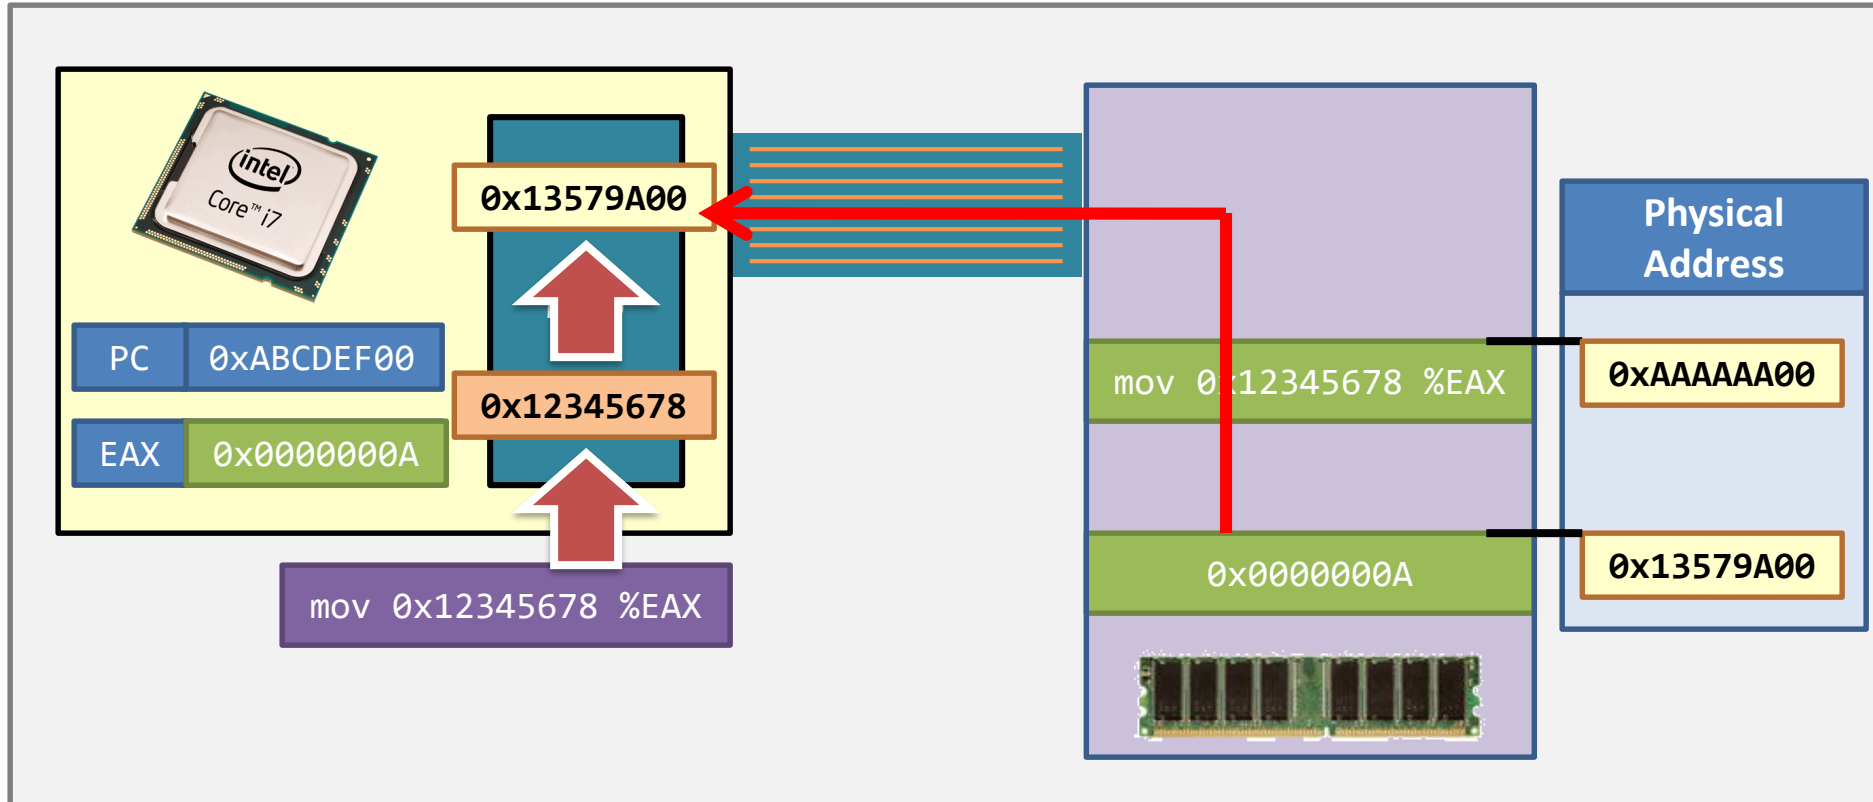 intel
Core™ i7
0x13579A00
PC 0xABCDEF00
0x12345678
EAX 0x0000000A
mov 0x12345678 %EAX
mov 0x12345678 %EAX
0x0000000A
Physical
Address
0xAAAAAA00
0x13579A00